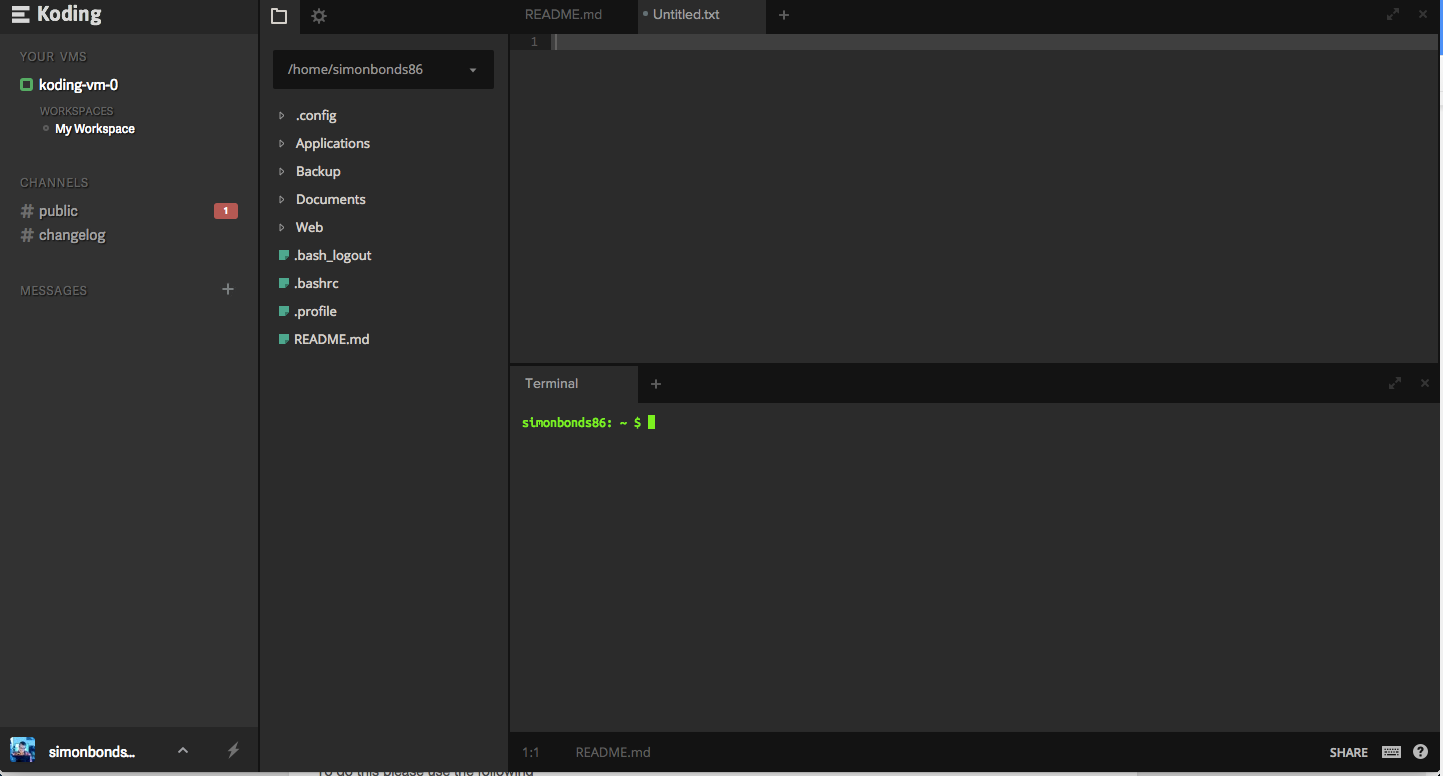 Koding
YOUR VMS
koding-vm-0
WORKSPACES
My Workspace
CHANNELS
# public
1
# changelog
MESSAGES +
simonbonds...
/home/simonbonds86
.config
Applications
Backup
Documents
Web
.bash_logout
.bashrc
.profile
README.md
README.md
Untitled.txt
+
1
Terminal +
simonbonds86: ~ $
1:1
README.md
SHARE
?
To do this please use the following